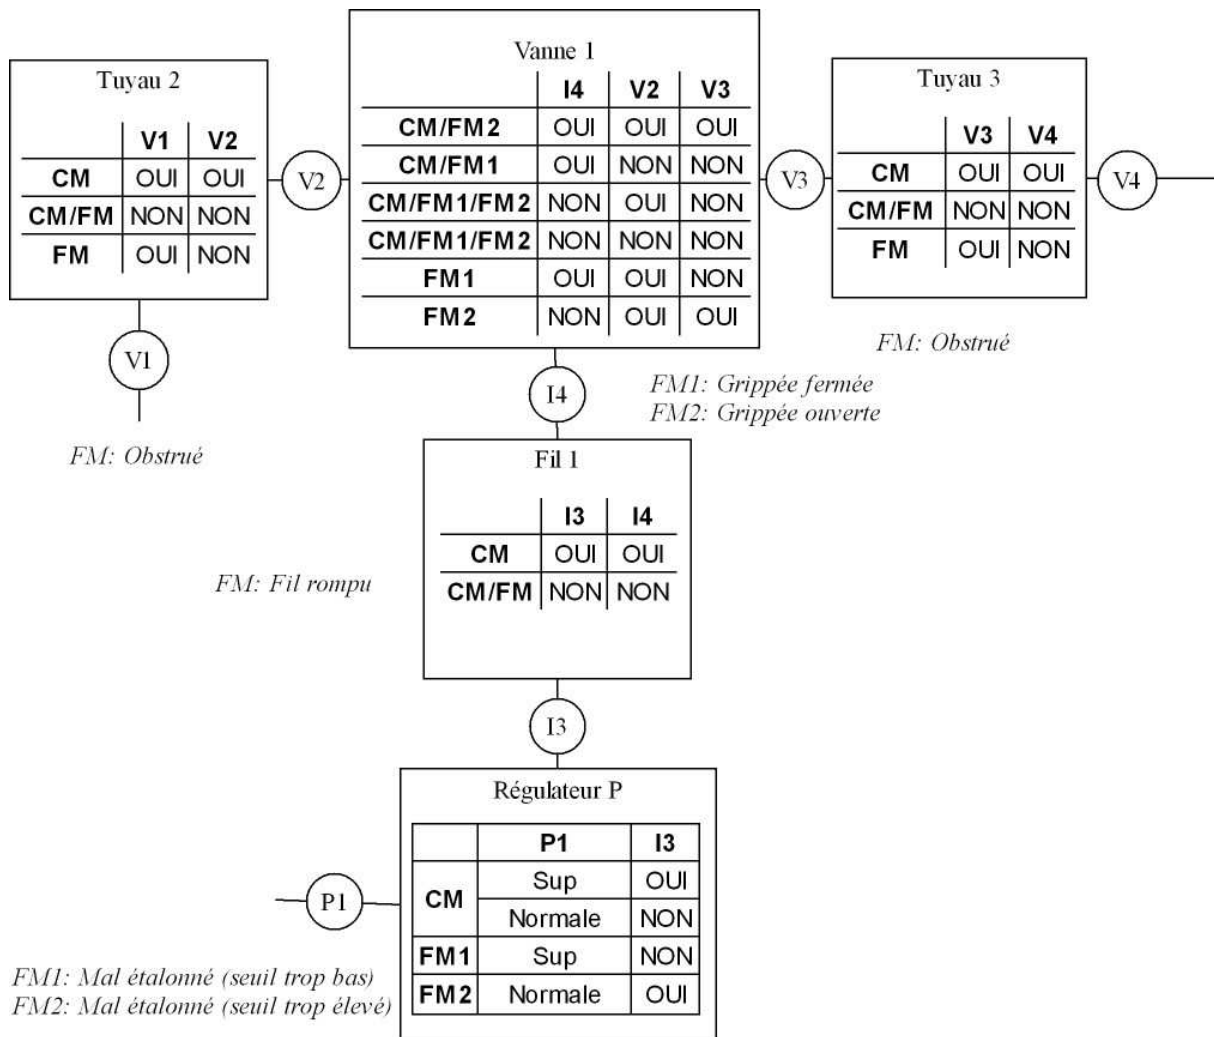 Tuyau 2
V1 V2
CM OUI OUI
CM/FM NON NON
FM OUI NON
V2
V1
FM: Obstrué
Vanne 1
I4 V2 V3
CM/FM2 OUI OUI OUI
CM/FM1 OUI NON NON
CM/FM1/FM2 NON OUI NON
CM/FM1/FM2 NON NON NON
FM1 OUI OUI NON
FM2 NON OUI OUI
V3
Tuyau 3
V3 V4
CM OUI OUI
CM/FM NON NON
FM OUI NON
V4
FM: Obstrué
I4
FM1: Grippée fermée
FM2: Grippée ouverte
Fil 1
I3 I4
CM OUI OUI
CM/FM NON NON
FM: Fil rompu
I3
Régulateur P
P1 I3
CM Sup OUI
Normale NON
FM1 Sup NON
FM2 Normale OUI
P1
FM1: Mal étalonné (seuil trop bas)
FM2: Mal étalonné (seuil trop élevé)